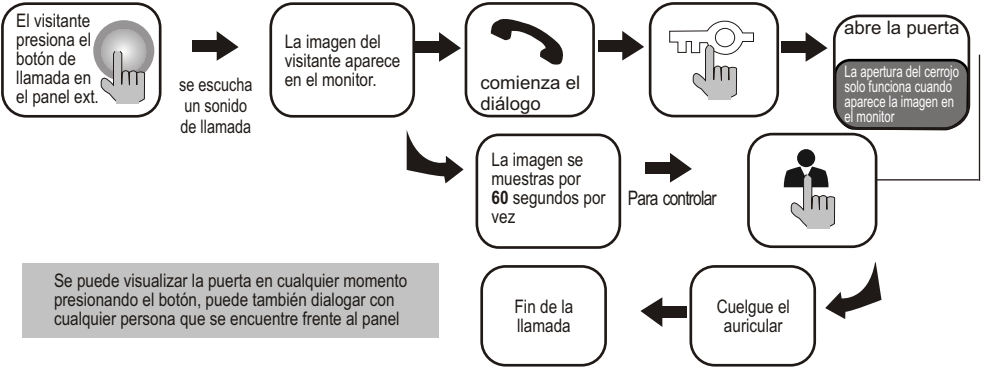 El visitante
presiona el
botón de
llamada en
el panel ext.
se escucha
un sonido
de llamada
La imagen del
visitante aparece
en el monitor.
comienza el
diálogo
abre la puerta
La apertura del cerrojo
solo funciona cuando
aparece la imagen en
el monitor
La imagen se
muestras por
60 segundos por
vez
Para controlar
Cuelgue el
auricular
Fin de la
llamada
Se puede visualizar la puerta en cualquier momento
presionando el botón, puede también dialogar con
cualquier persona que se encuentre frente al panel